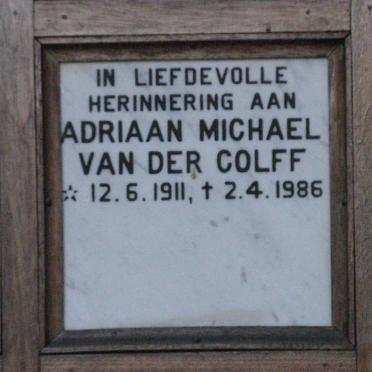 IN LIEFDEVOLLE
HERINNERING AAN
ADRIAAN MICHAEL
VAN DER COLFF
☆ 12.6.1911, † 2.4.1986